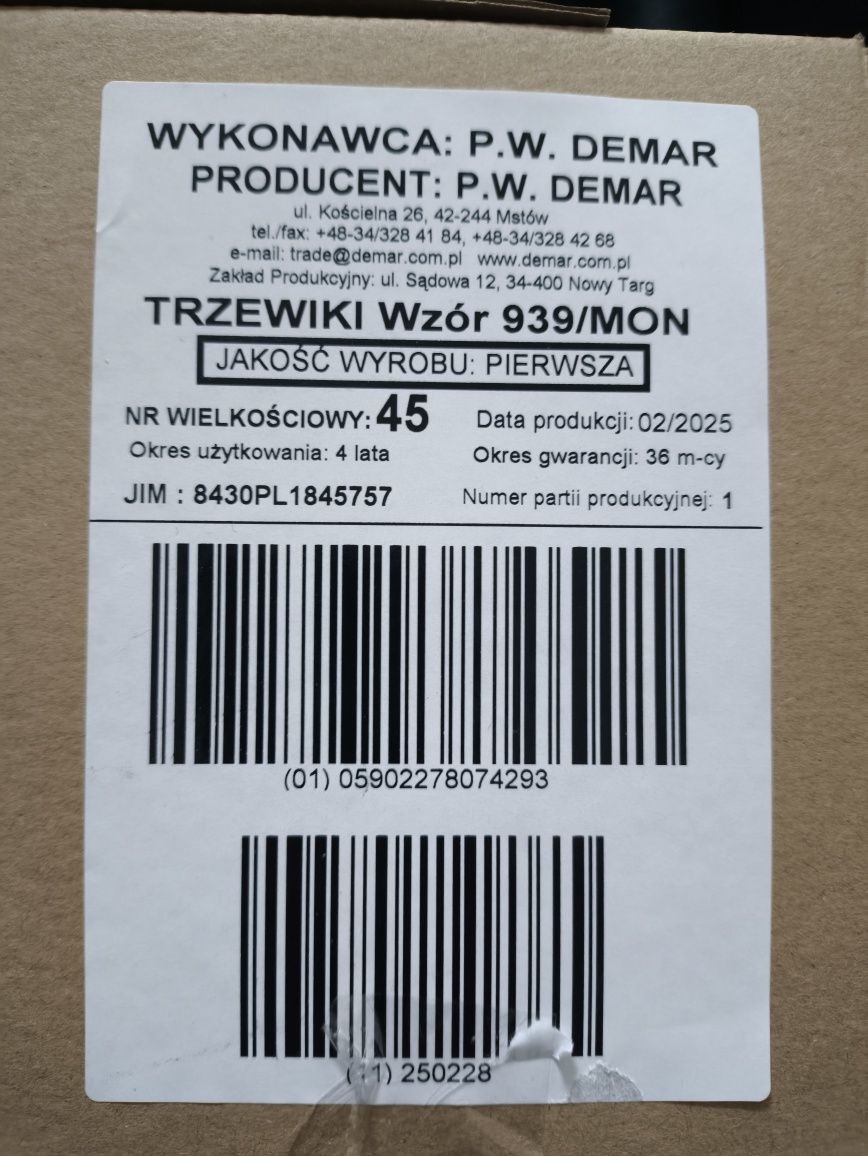 WYKONAWCA: P.W. DEMAR
PRODUCENT: P.W. DEMAR
ul. Kościelna 26, 42-244 Mstów
tel./fax: +48-34/328 41 84, +48-34/328 42 68
e-mail: trade@demar.com.pl www.demar.com.pl
Zakład Produkcyjny: ul. Sądowa 12, 34-400 Nowy Targ
TRZEWIKI Wzór 939/MON
JAKOŚĆ WYROBU: PIERWSZA
NR WIELKOŚCIOWY: 45 Data produkcji: 02/2025
Okres użytkowania: 4 lata Okres gwarancji: 36 m-cy
JIM : 8430PL1845757 Numer partii produkcyjnej: 1
(01) 05902278074293
(11) 250228